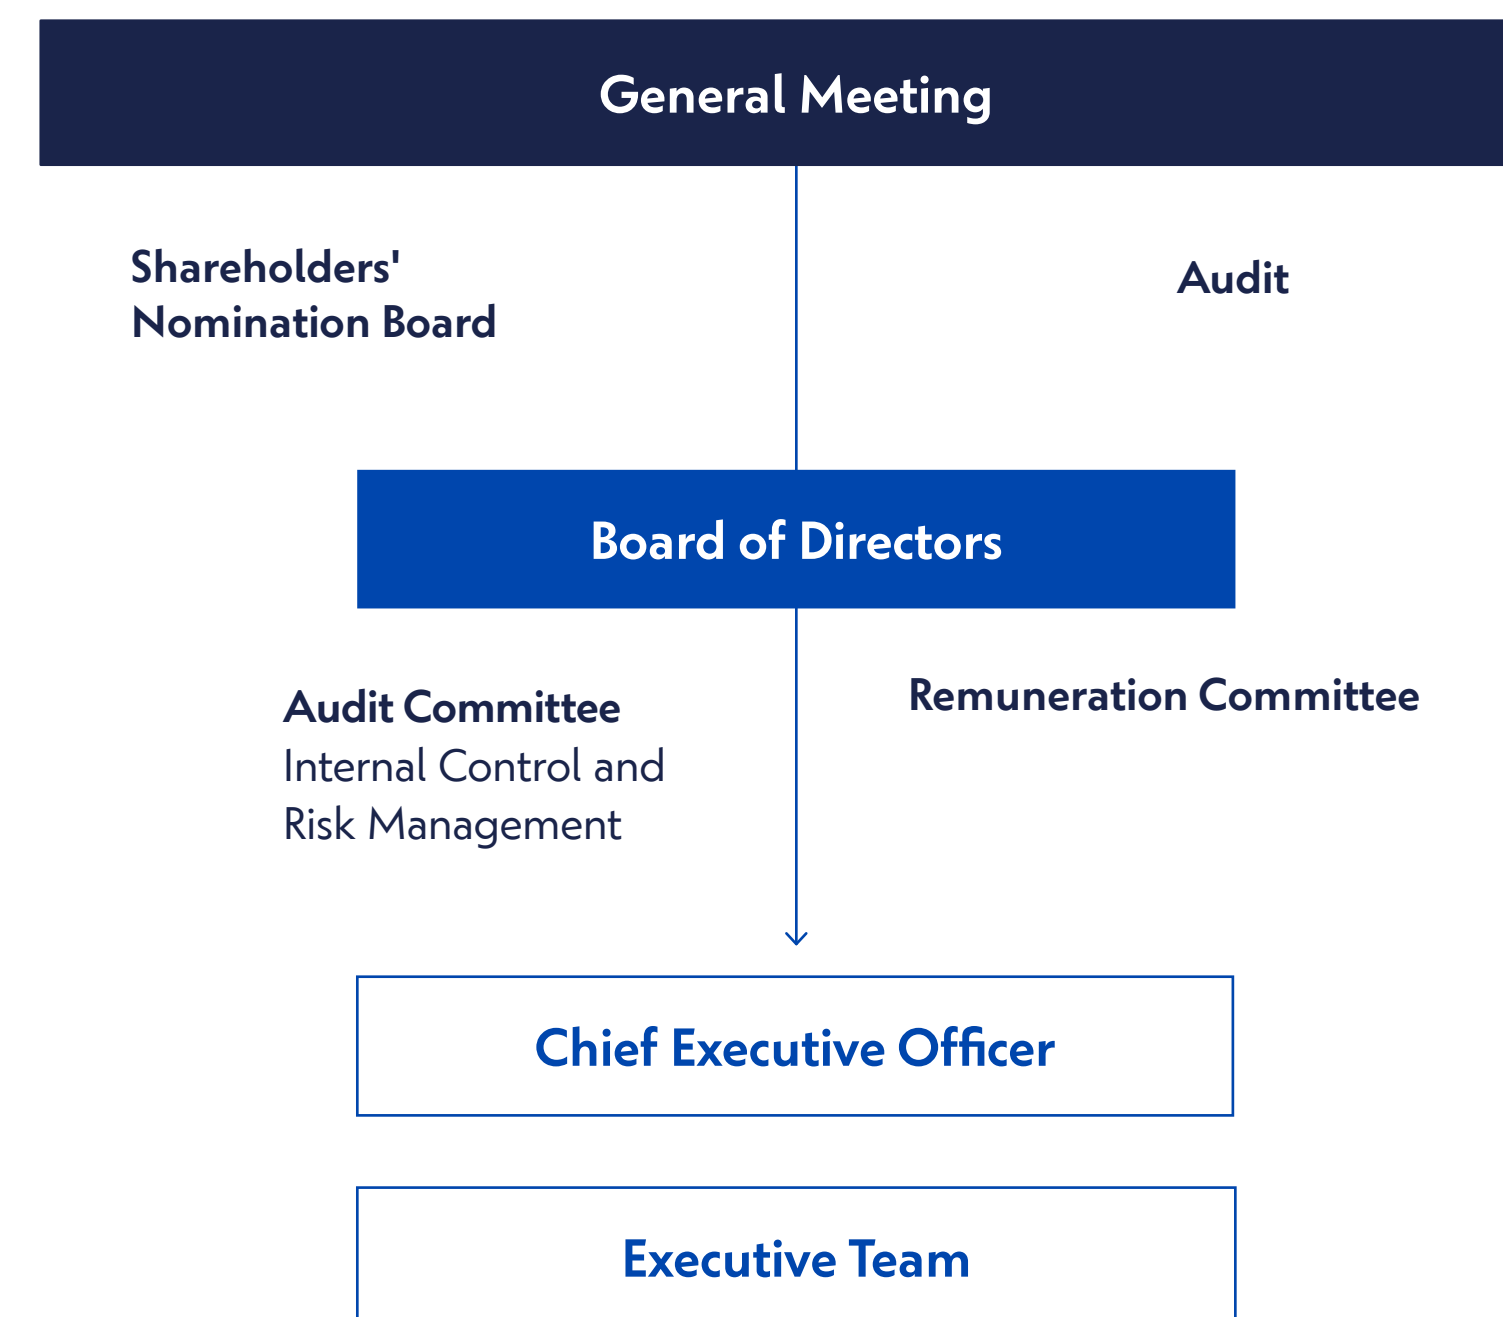 General Meeting
Shareholders'
Nomination Board
Audit
Board of Directors
Audit Committee
Internal Control and
Risk Management
Remuneration Committee
Chief Executive Officer
Executive Team